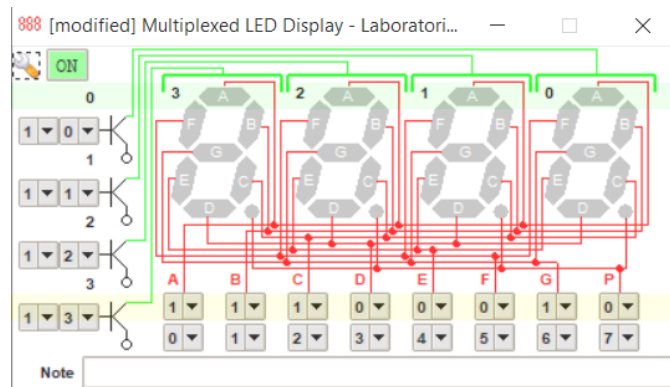 888 [modified] Multiplexed LED Display - Laboratori...
ON
0
3 2 1 0
A A A A
F B F B F B F B
1 0
1
G G G G
E C E C E C E C
1 1
D D D D
2
1 2
3
A B C D E F G P
1 3
1 1 1 0 0 0 1 0
0 1 2 3 4 5 6 7
Note